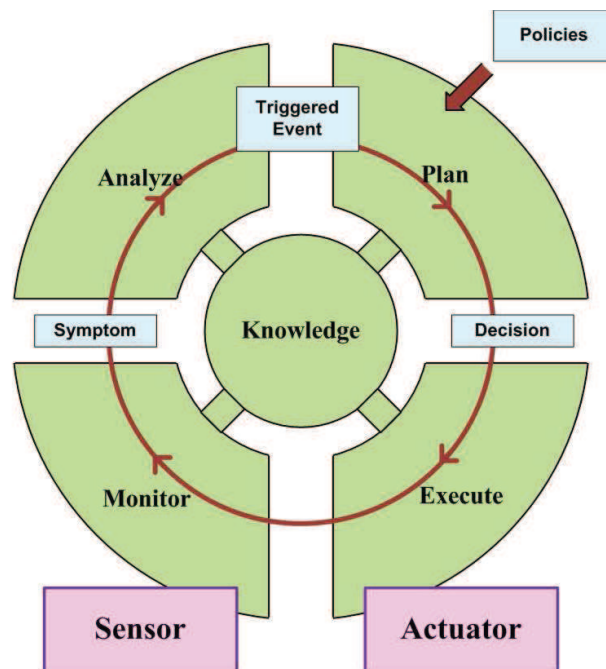 Policies
Triggered
Event
Analyze
Plan
Symptom
Knowledge
Decision
Monitor
Execute
Sensor
Actuator